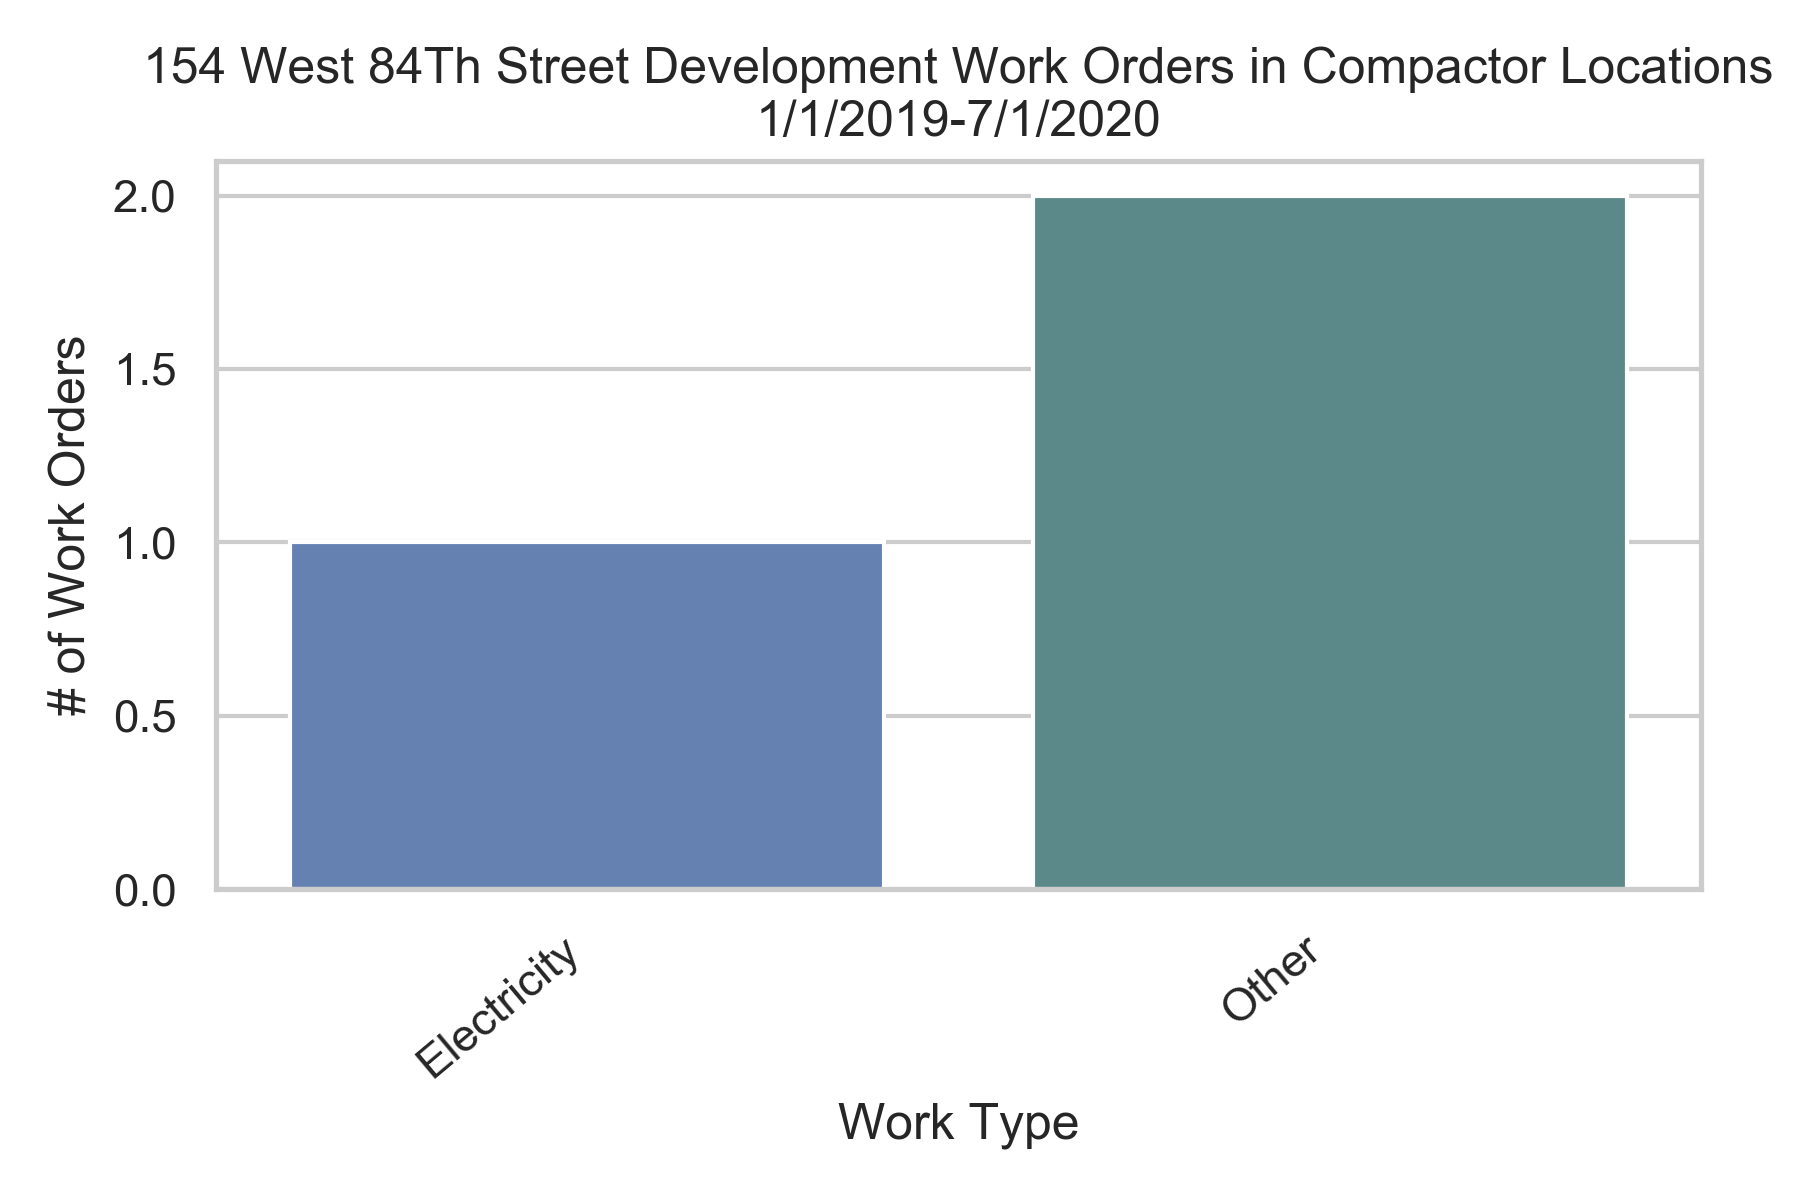 154 West 84Th Street Development Work Orders in Compactor Locations
1/1/2019-7/1/2020
# of Work Orders
2.0
1.5
1.0
0.5
0.0
Electricity
Other
Work Type